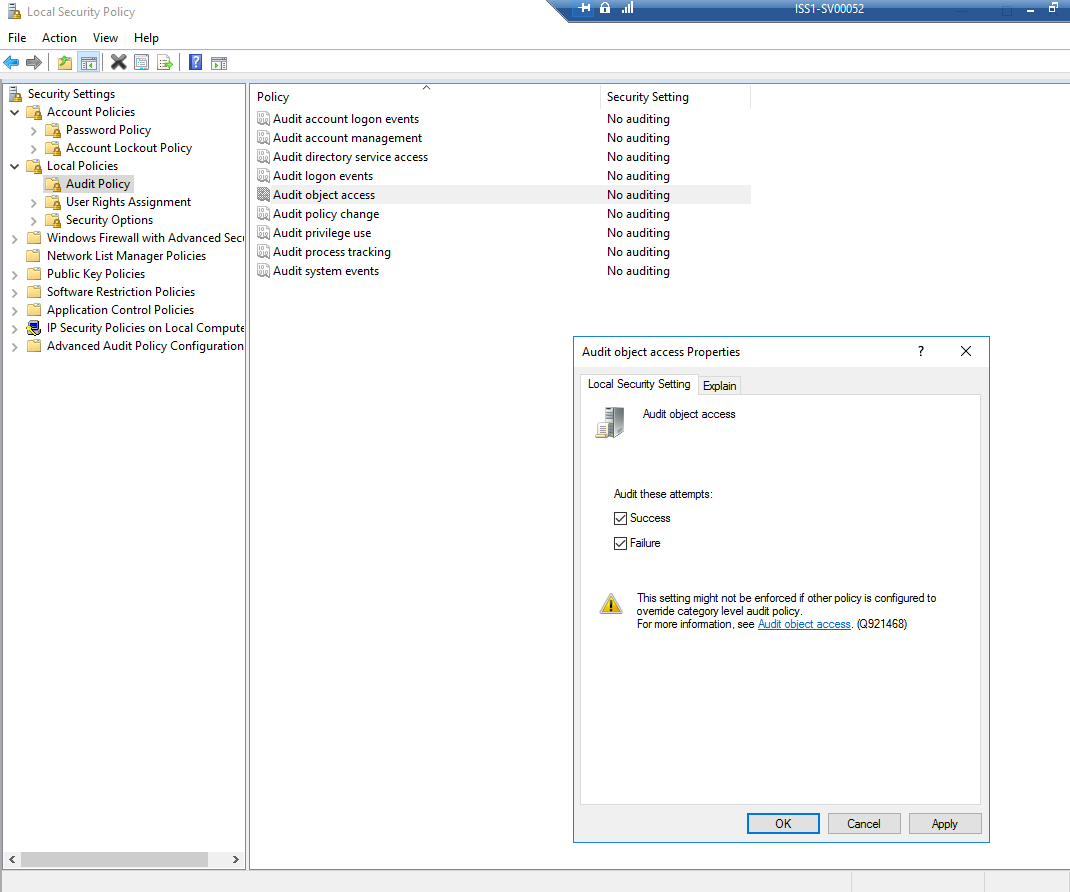 Local Security Policy
ISS1-SV00052
File Action View Help
Security Settings
Account Policies
Password Policy
Account Lockout Policy
Local Policies
Audit Policy
User Rights Assignment
Security Options
Windows Firewall with Advanced Secu
Network List Manager Policies
Public Key Policies
Software Restriction Policies
Application Control Policies
IP Security Policies on Local Compute
Advanced Audit Policy Configuration
Policy Security Setting
Audit account logon events No auditing
Audit account management No auditing
Audit directory service access No auditing
Audit logon events No auditing
Audit object access No auditing
Audit policy change No auditing
Audit privilege use No auditing
Audit process tracking No auditing
Audit system events No auditing
Audit object access Properties
Local Security Setting Explain
Audit object access
Audit these attempts:
Success
Failure
This setting might not be enforced if other policy is configured to
override category level audit policy.
For more information, see Audit object access. (Q921468)
OK Cancel Apply